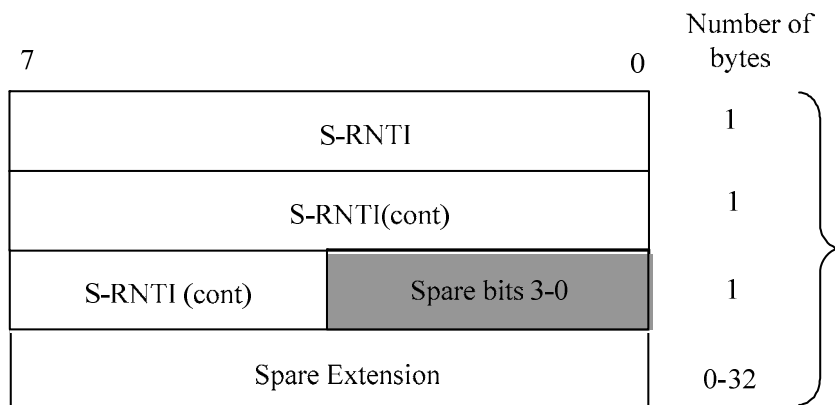 Number of
bytes
7 0
S-RNTI 1
S-RNTI(cont) 1
S-RNTI (cont) Spare bits 3-0 1
Spare Extension 0-32